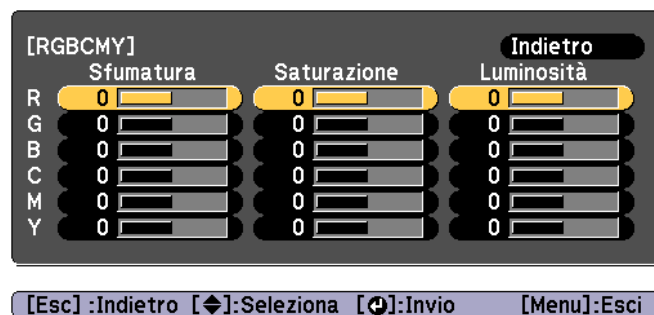 [RGBCMY] Indietro
Sfumatura Saturazione Luminosità
R 0 0 0
G 0 0 0
B 0 0 0
C 0 0 0
M 0 0 0
Y 0 0 0
[Esc] :Indietro [◆]:Seleziona [⏎]:Invio [Menu]:Esci